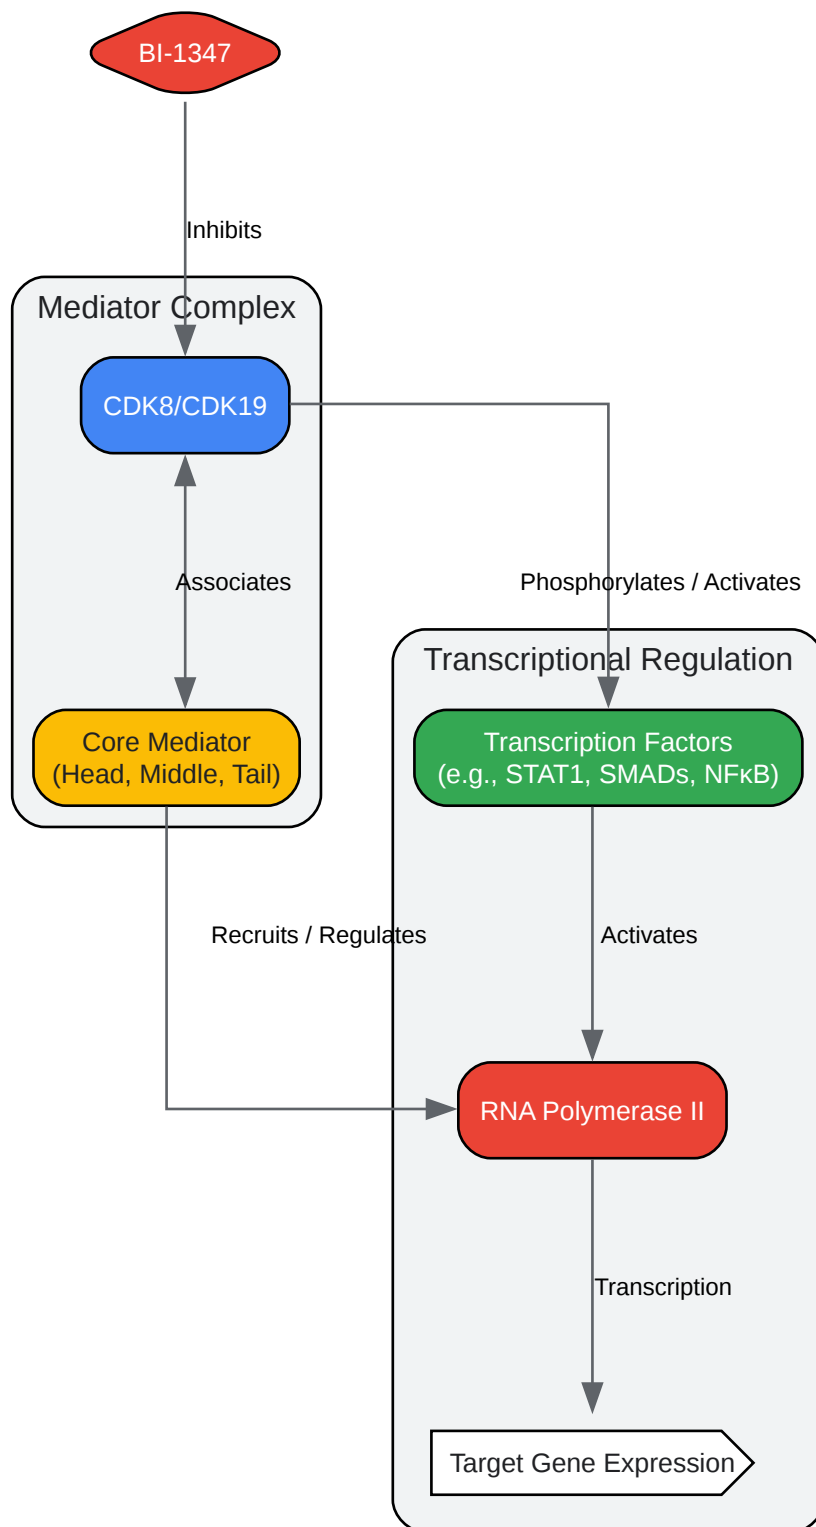 BI-1347
Inhibits
Mediator Complex
CDK8/CDK19
Associates
Phosphorylates / Activates
Transcriptional Regulation
Core Mediator
(Head, Middle, Tail)
Transcription Factors
(e.g., STAT1, SMADs, NFκB)
Recruits / Regulates
Activates
RNA Polymerase II
Transcription
Target Gene Expression